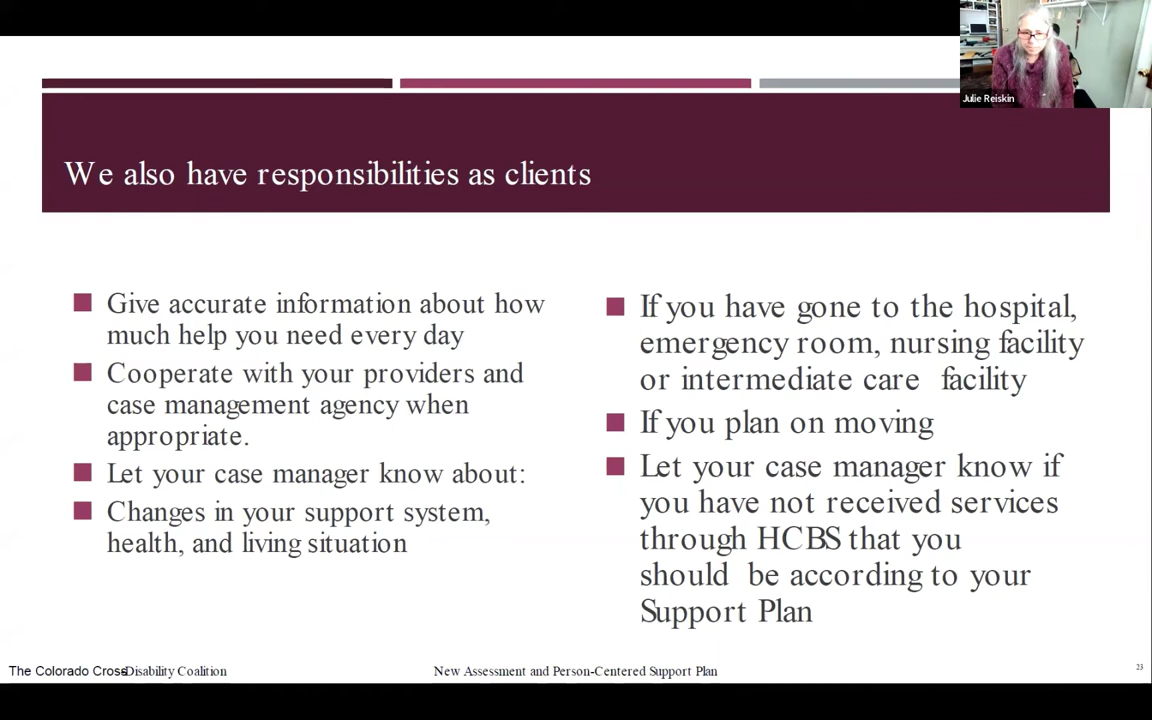 Julie Reiskin
We also have responsibilities as clients
Give accurate information about how
much help you need every day
Cooperate with your providers and
case management agency when
appropriate.
Let your case manager know about:
Changes in your support system,
health, and living situation
If you have gone to the hospital,
emergency room, nursing facility
or intermediate care facility
If you plan on moving
Let your case manager know if
you have not received services
through HCBS that you
should be according to your
Support Plan
The Colorado Cross-Disability Coalition
New Assessment and Person-Centered Support Plan
23